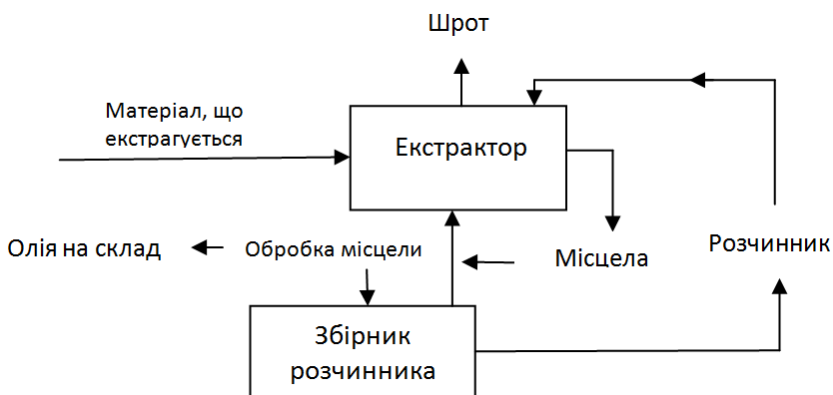 Шрот
Матеріал, що
екстрагується
Екстрактор
Олія на склад
Обробка місцели
Місцела
Розчинник
Збірник
розчинника